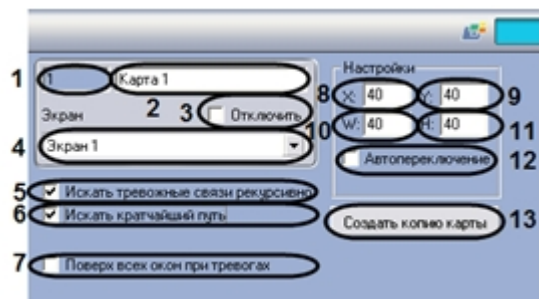 Настройки
1 1 Карта 1 8 X: 40 Y: 40 9
Экран 2 3 Отключить 10 W: 40 H: 40 11
4 Экран 1 Автопереключение 12
5 Искать тревожные связи рекурсивно
6 Искать кратчайший путь Создать копию карты 13
7 Поверх всех окон при тревогах